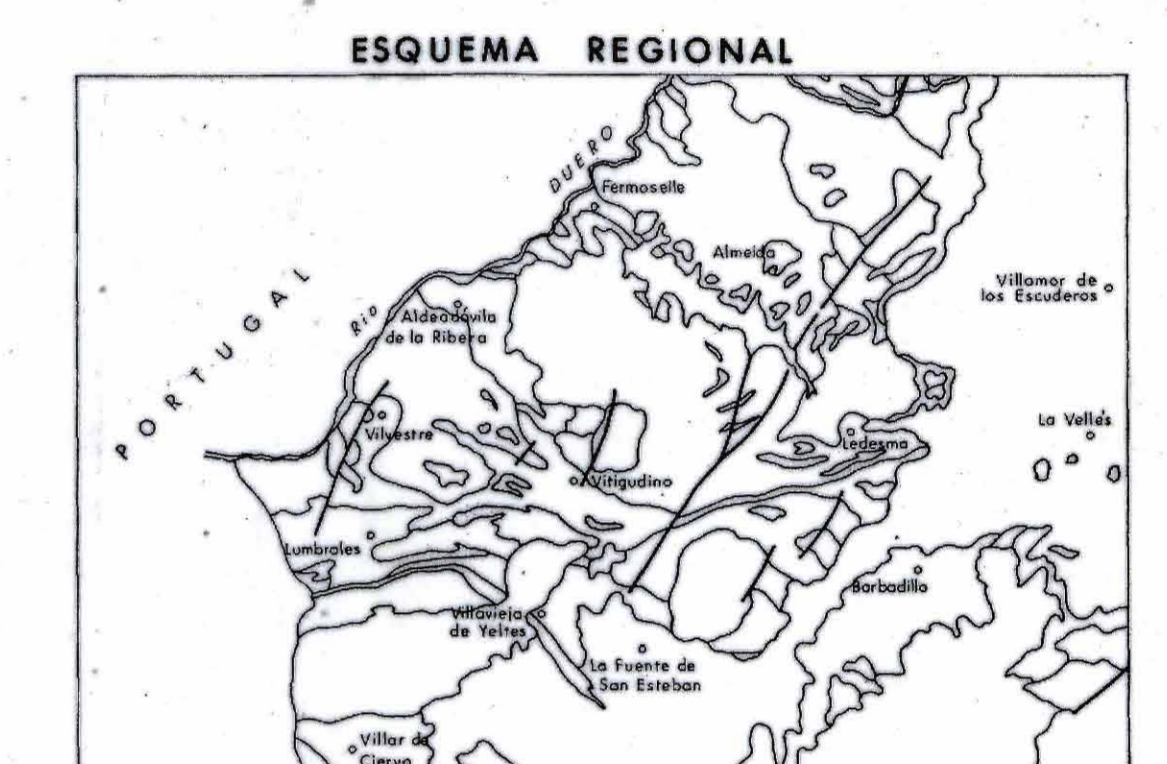 ESQUEMA REGIONAL
DUERO
Fermoselle
Almeida
Villamor de
los Escuderos
PORTUGAL
Rio
Aldeadávila
de la Ribera
La Vellés
Vilvestre
Ledesma
Vitigudino
Lumbrales
Barbadillo
Villavieja
de Yeltes
La Fuente de
San Esteban
Villar de
Ciervo